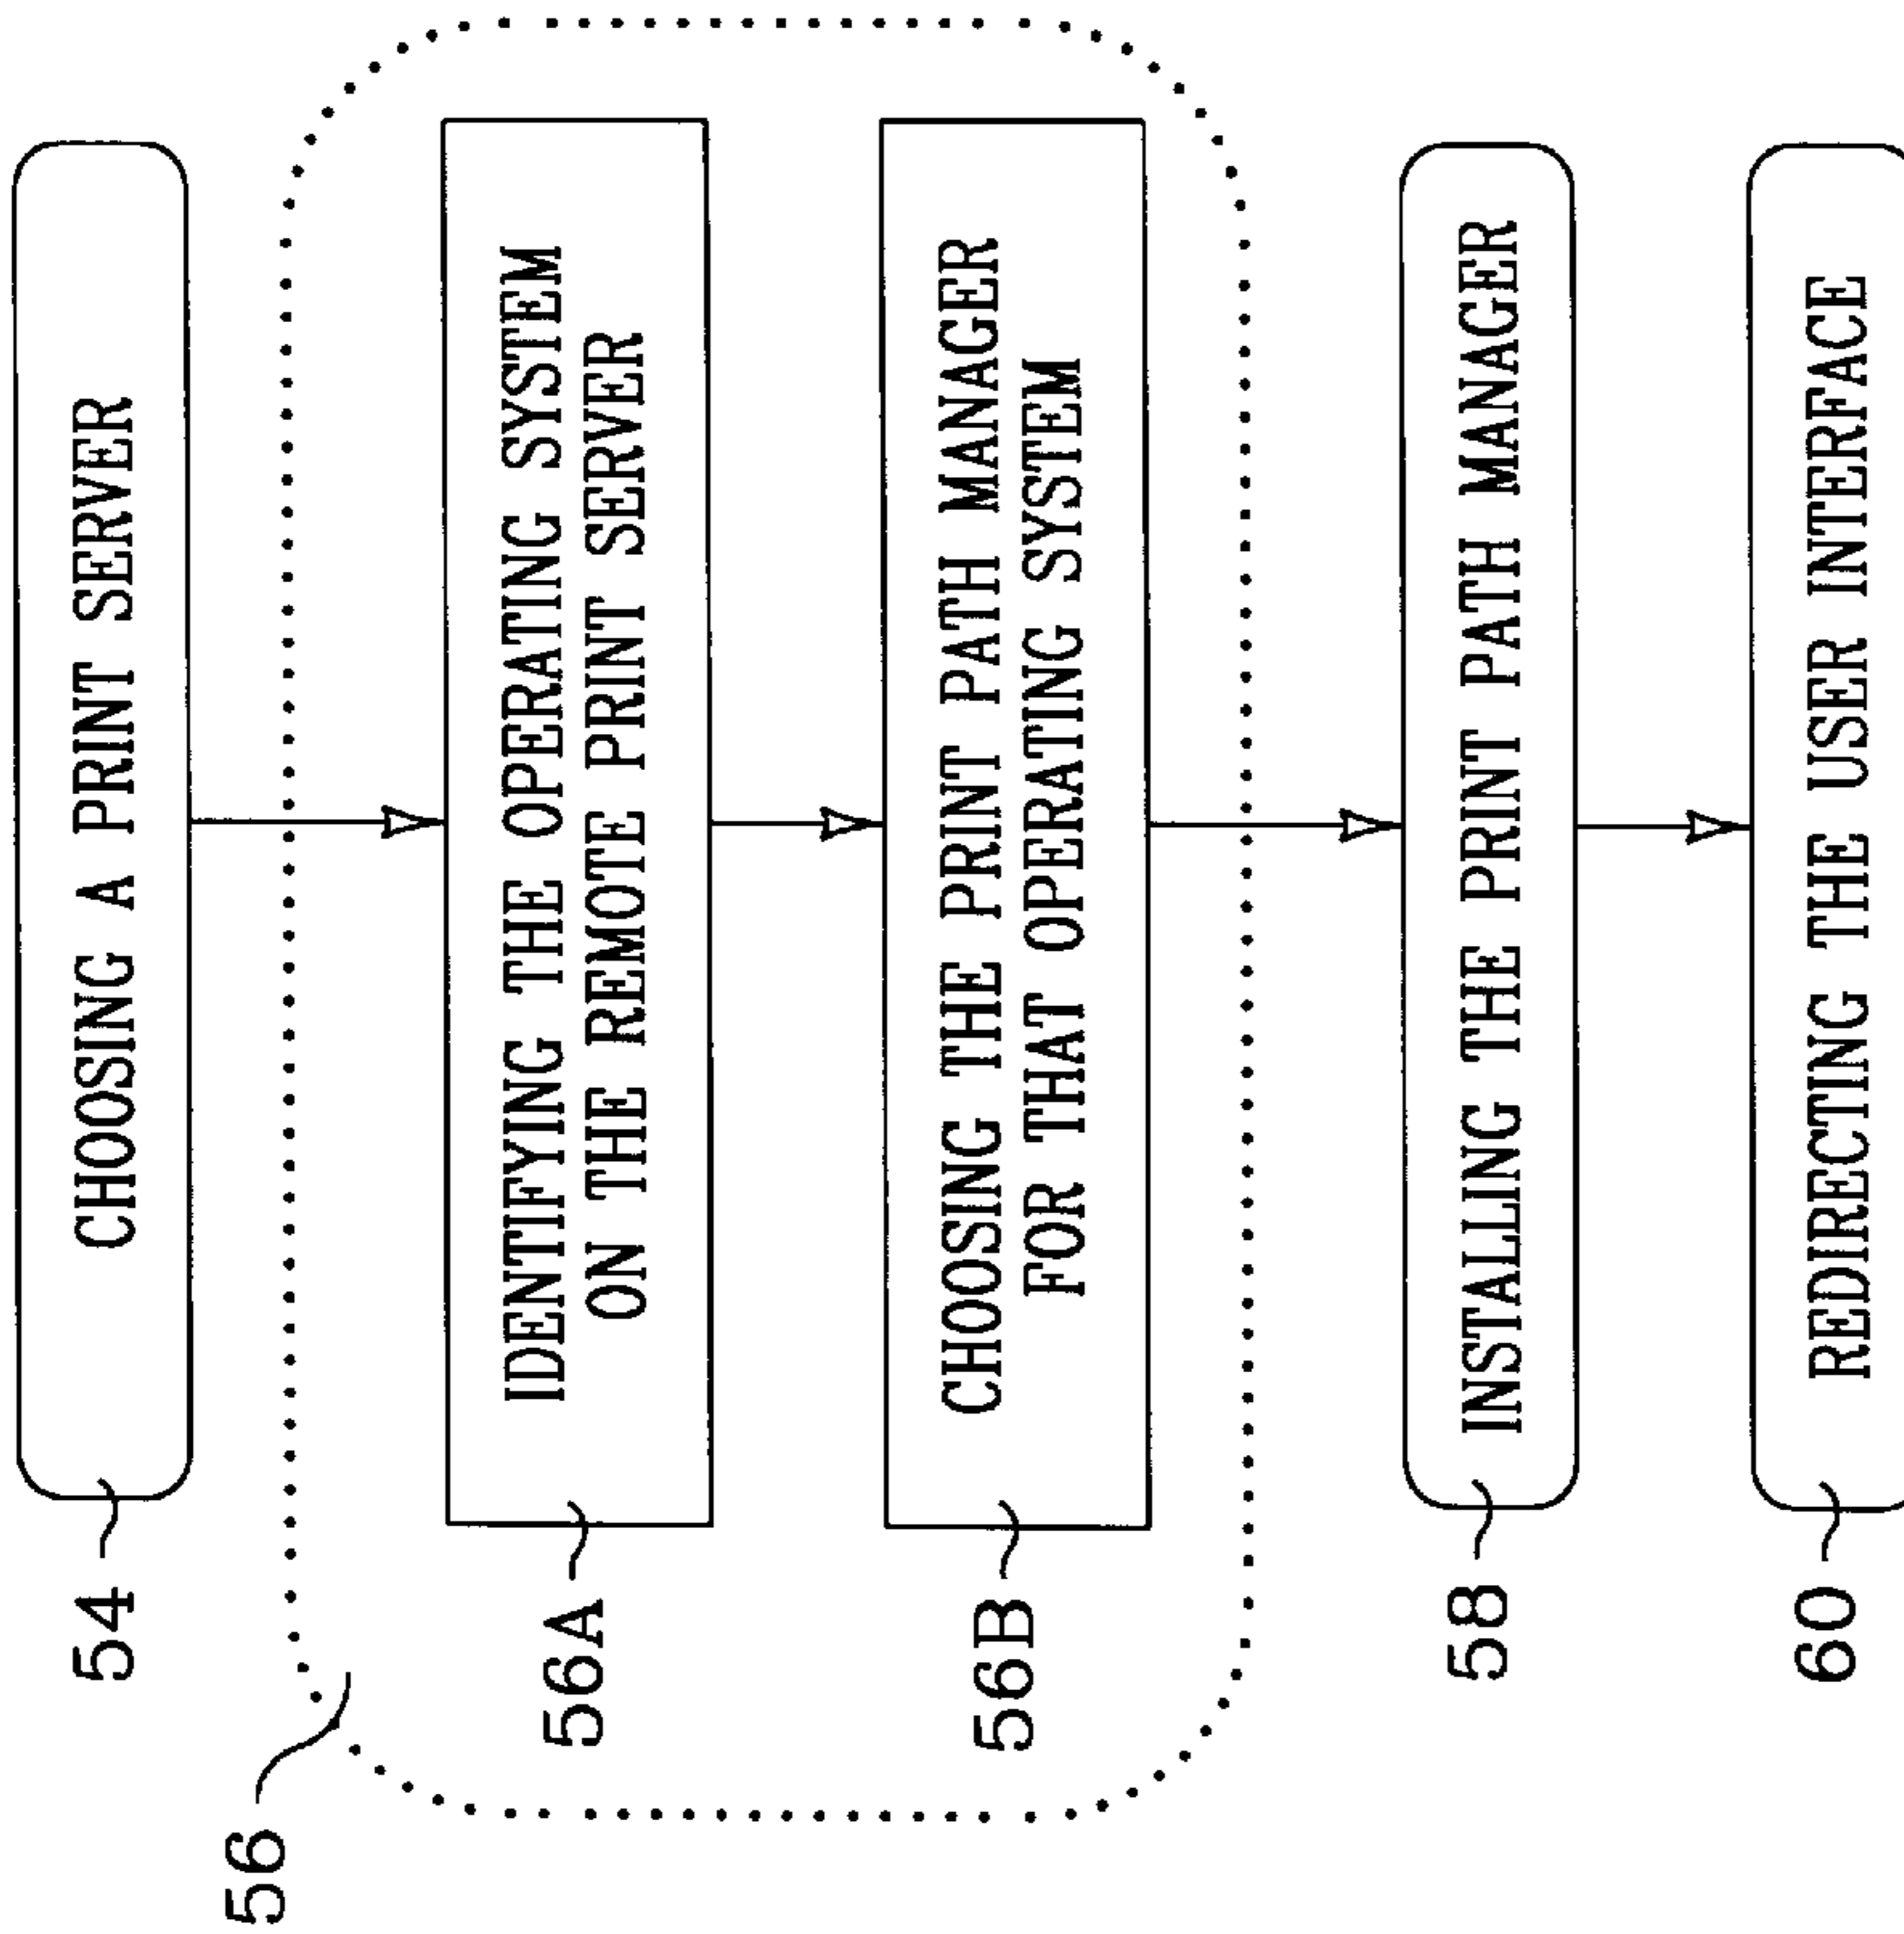 54
CHOOSING A PRINT SERVER
56
56A
IDENTIFYING THE OPERATING SYSTEM
ON THE REMOTE PRINT SERVER
56B
CHOOSING THE PRINT PATH MANAGER
FOR THAT OPERATING SYSTEM
58
INSTALLING THE PRINT PATH MANAGER
60
REDIRECTING THE USER INTERFACE